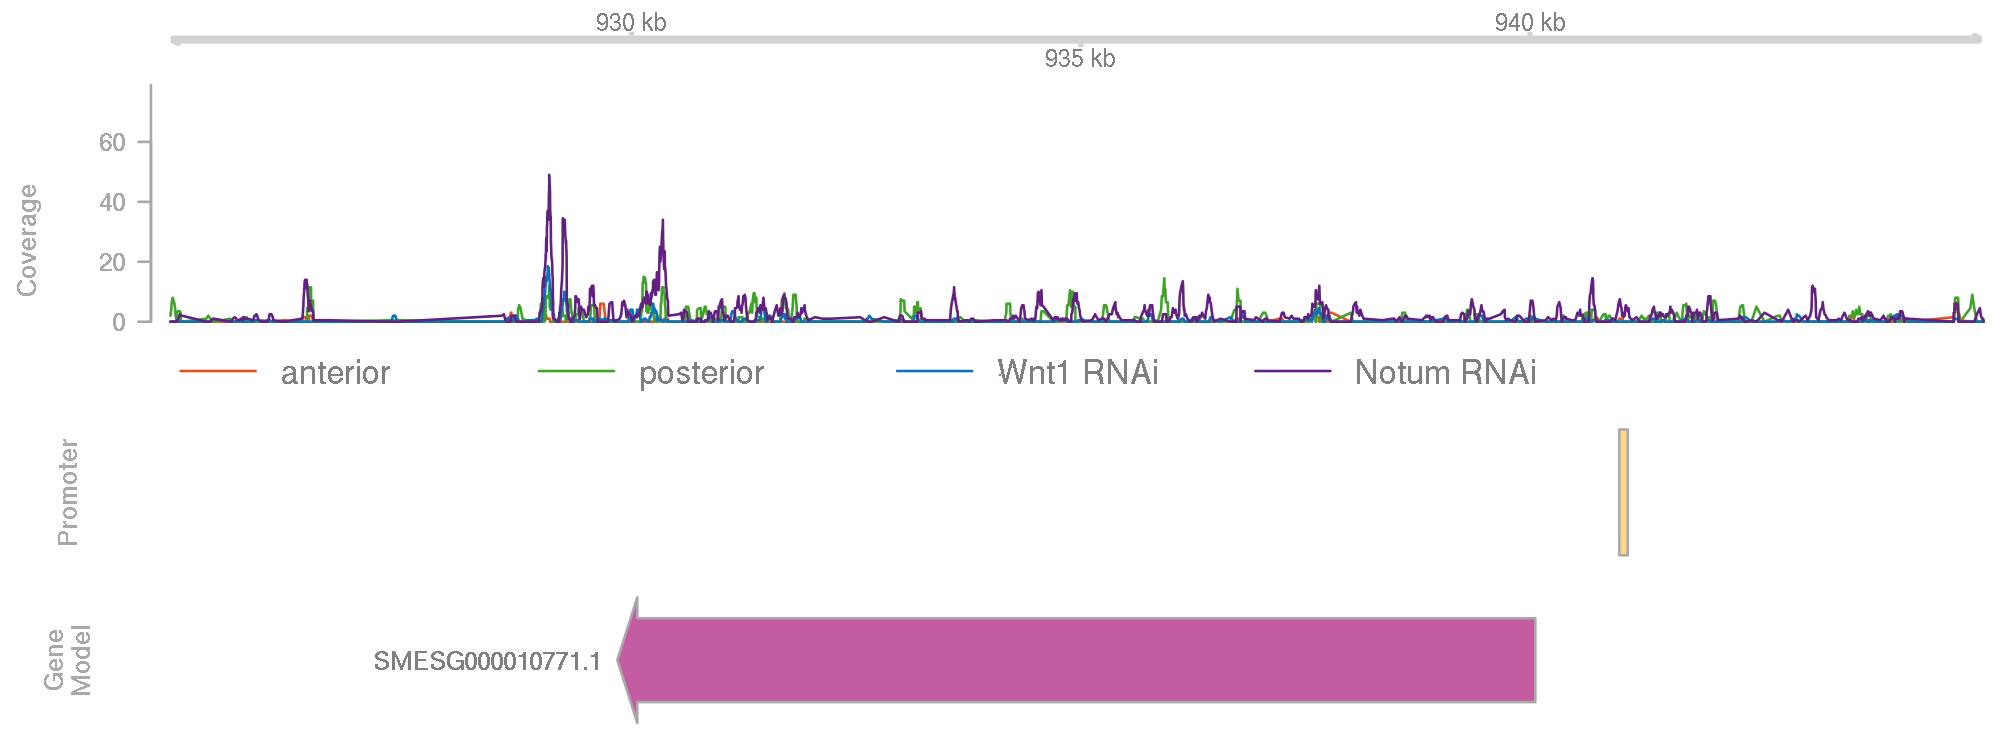 930 kb
940 kb
935 kb
Coverage
60
40
20
0
anterior posterior Wnt1 RNAi Notum RNAi
Promoter
Gene
Model
SMESG000010771.1